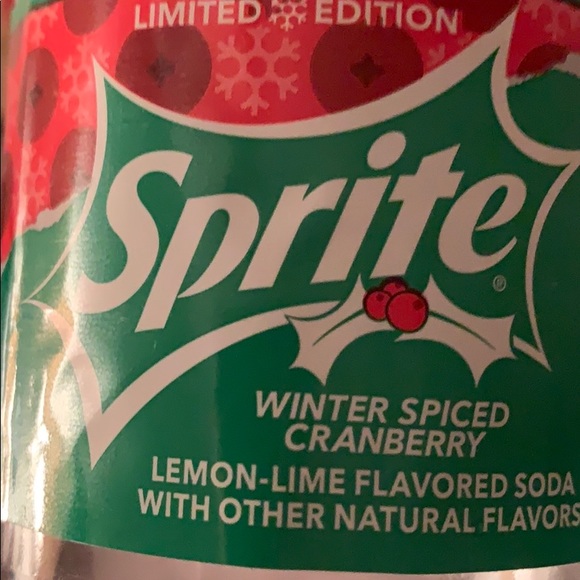 LIMITED EDITION
Sprite®
WINTER SPICED
CRANBERRY
LEMON-LIME FLAVORED SODA
WITH OTHER NATURAL FLAVORS